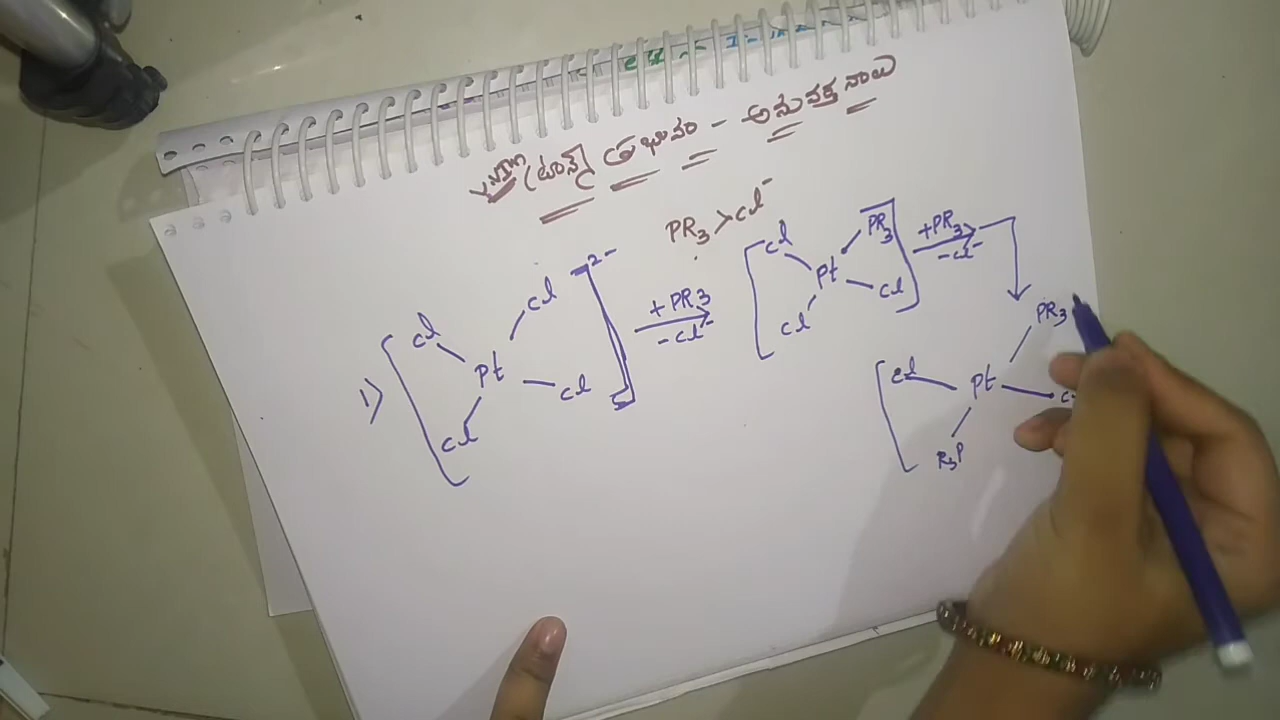 (ట్రాన్స్) ప్రభావం - అనువర్తనాలు
PR3 > Cl-
1) [Cl Cl Pt Cl Cl]2- +PR3 -Cl- [Cl PR3 Pt Cl Cl] +PR3 -Cl-
[PR3 Cl Pt R3P